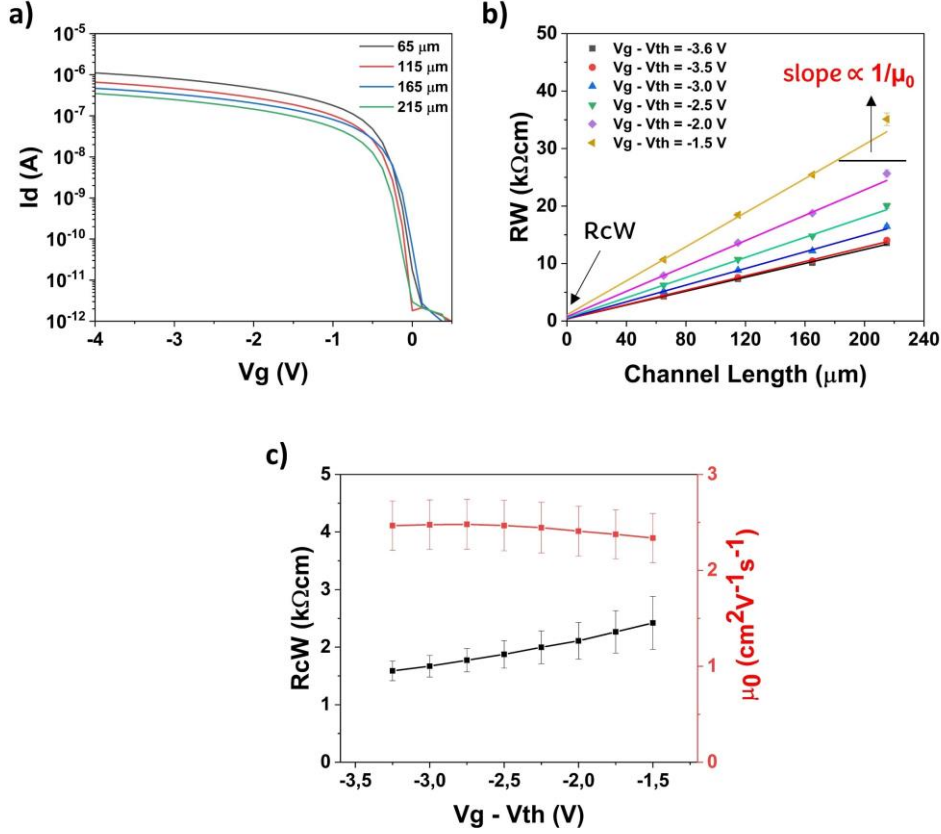 a)
10⁻⁵
10⁻⁶
10⁻⁷
10⁻⁸
10⁻⁹
10⁻¹⁰
10⁻¹¹
10⁻¹²
Id (A)
65 μm
115 μm
165 μm
215 μm
-4 -3 -2 -1 0
Vg (V)
b)
50
40
30
20
10
0
RW (kΩcm)
Vg - Vth = -3.6 V
Vg - Vth = -3.5 V
Vg - Vth = -3.0 V
Vg - Vth = -2.5 V
Vg - Vth = -2.0 V
Vg - Vth = -1.5 V
slope ∝ 1/μ₀
RcW
0 40 80 120 160 200 240
Channel Length (μm)
c)
5
4
3
2
1
0
RcW (kΩcm)
3
2
1
0
μ0 (cm²V⁻¹s⁻¹)
-3,5 -3,0 -2,5 -2,0 -1,5
Vg - Vth (V)